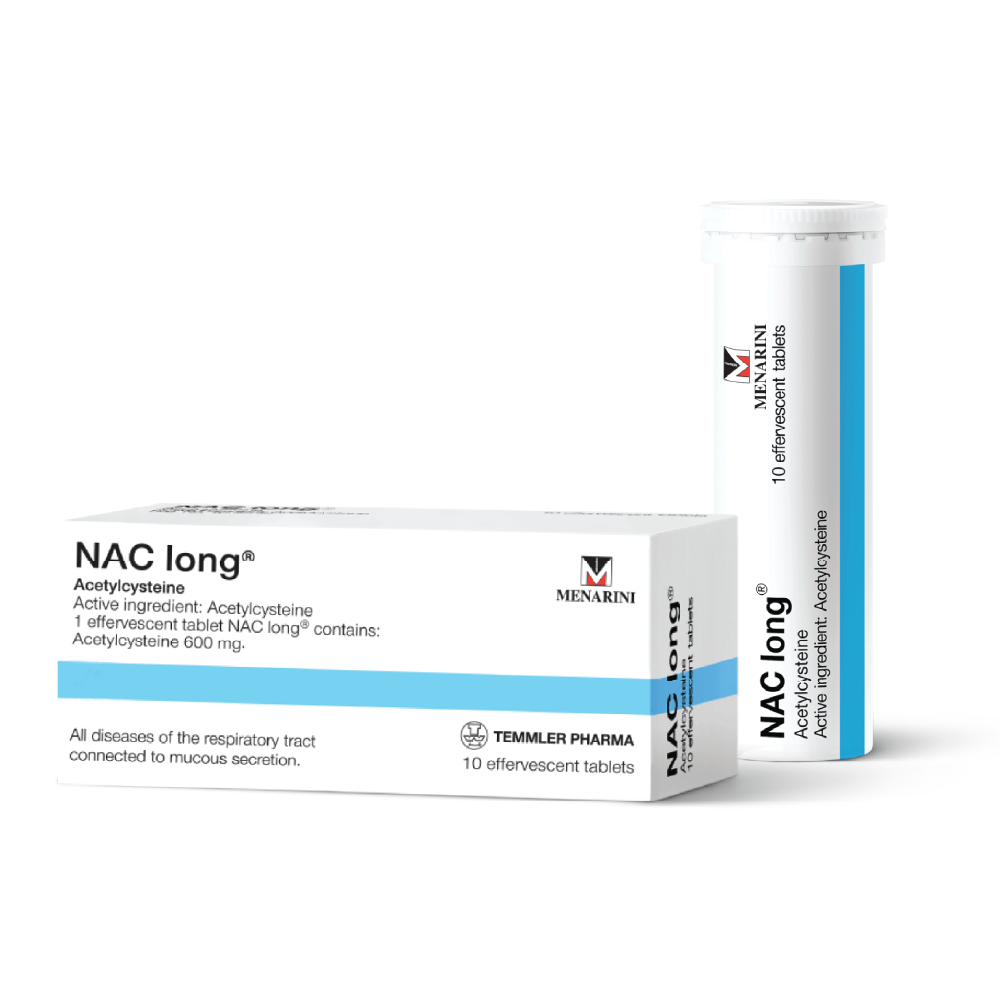 NAC long®
Acetylcysteine
Active ingredient: Acetylcysteine
1 effervescent tablet NAC long® contains:
Acetylcysteine 600 mg.
MENARINI
All diseases of the respiratory tract
connected to mucous secretion.
TEMMLER PHARMA
10 effervescent tablets
NAC long®
Acetylcysteine
10 effervescent tablets
NAC long®
MENARINI
10 effervescent tablets
NAC long®
Acetylcysteine
Active ingredient: Acetylcysteine